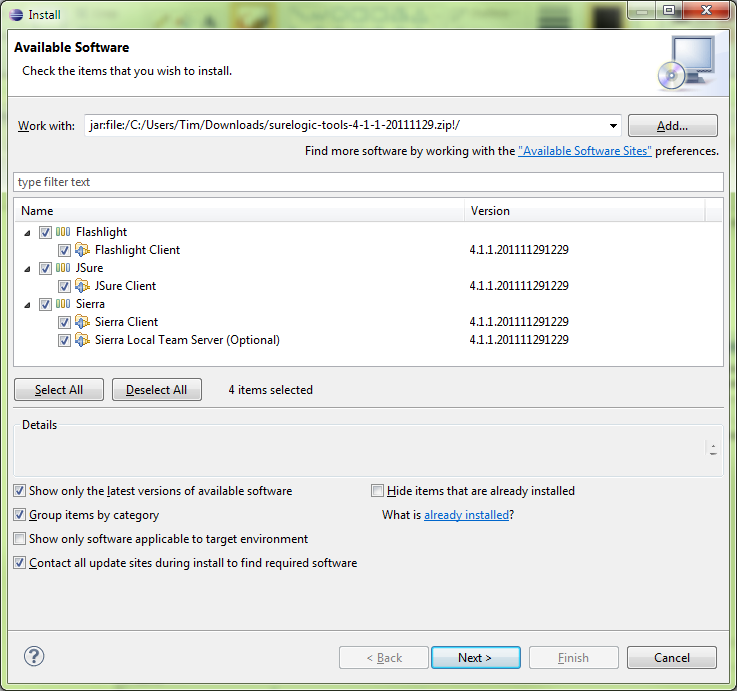 Install
Available Software
Check the items that you wish to install.
Work with: jar:file:/C:/Users/Tim/Downloads/surelogic-tools-4-1-1-20111129.zip!/ Add...
Find more software by working with the "Available Software Sites" preferences.
type filter text
Name Version
Flashlight
Flashlight Client 4.1.1.201111291229
JSure
JSure Client 4.1.1.201111291229
Sierra
Sierra Client 4.1.1.201111291229
Sierra Local Team Server (Optional) 4.1.1.201111291229
Select All Deselect All 4 items selected
Details
Show only the latest versions of available software Hide items that are already installed
Group items by category What is already installed?
Show only software applicable to target environment
Contact all update sites during install to find required software
? < Back Next > Finish Cancel